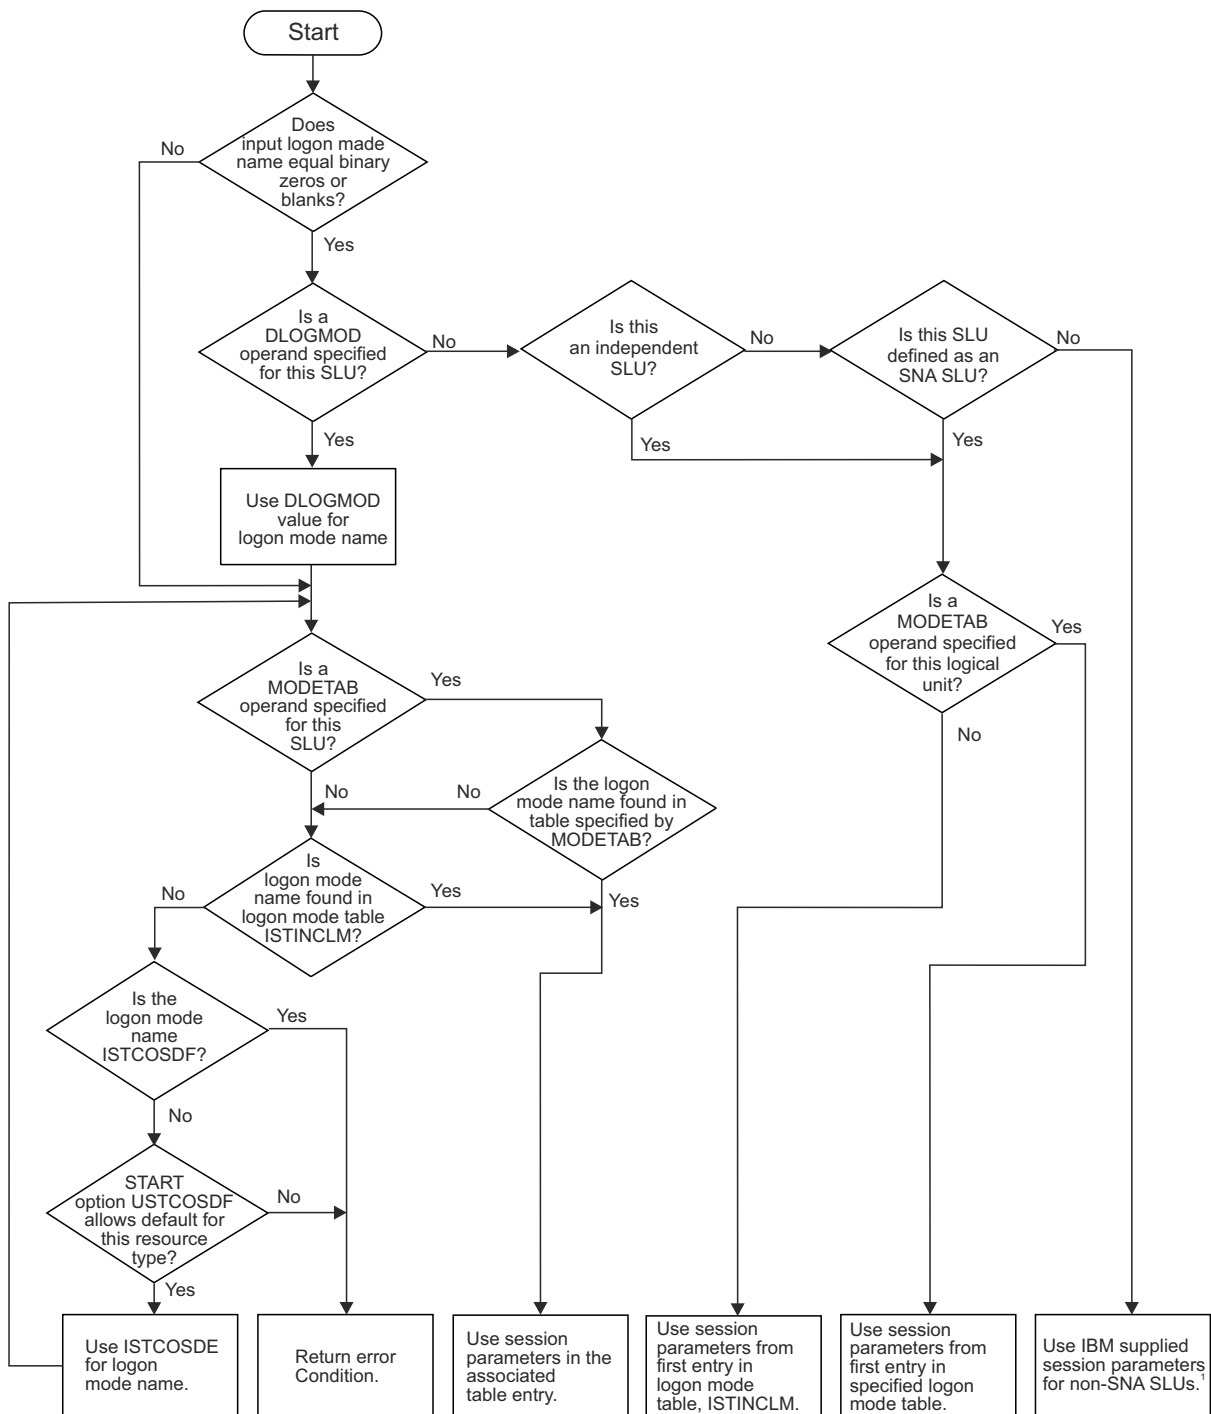 Start
Does
input logon made
name equal binary
zeros or
blanks?
No
Yes
Is a
DLOGMOD
operand specified
for this SLU?
No
Is this
an independent
SLU?
No
Is this SLU
defined as an
SNA SLU?
No
Yes
Yes
Yes
Use DLOGMOD
value for
logon mode name
Is a
MODETAB
operand specified
for this logical
unit?
Yes
No
Is a
MODETAB
operand specified
for this
SLU?
Yes
No
No
Is the logon
mode name found in
table specified by
MODETAB?
Yes
Is
logon mode
name found in
logon mode table
ISTINCLM?
No
Yes
Is the
logon mode
name
ISTCOSDF?
Yes
No
START
option USTCOSDF
allows default for
this resource
type?
No
Yes
Use ISTCOSDE
for logon
mode name.
Return error
Condition.
Use session
parameters in the
associated
table entry.
Use session
parameters from
first entry in
logon mode
table, ISTINCLM.
Use session
parameters from
first entry in
specified logon
mode table.
Use IBM supplied
session parameters
for non-SNA SLUs.¹